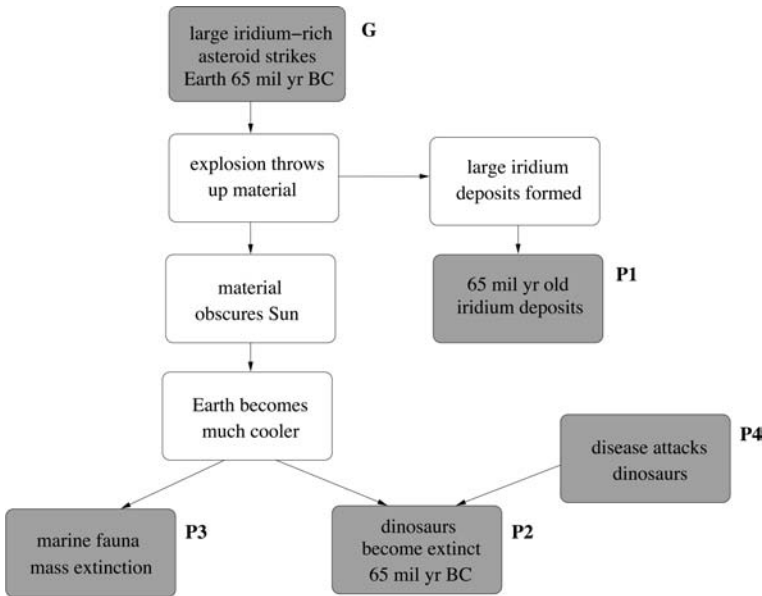 large iridium−rich
asteroid strikes
Earth 65 mil yr BC
G
explosion throws
up material
large iridium
deposits formed
material
obscures Sun
65 mil yr old
iridium deposits
P1
Earth becomes
much cooler
disease attacks
dinosaurs
P4
marine fauna
mass extinction
P3
dinosaurs
become extinct
65 mil yr BC
P2